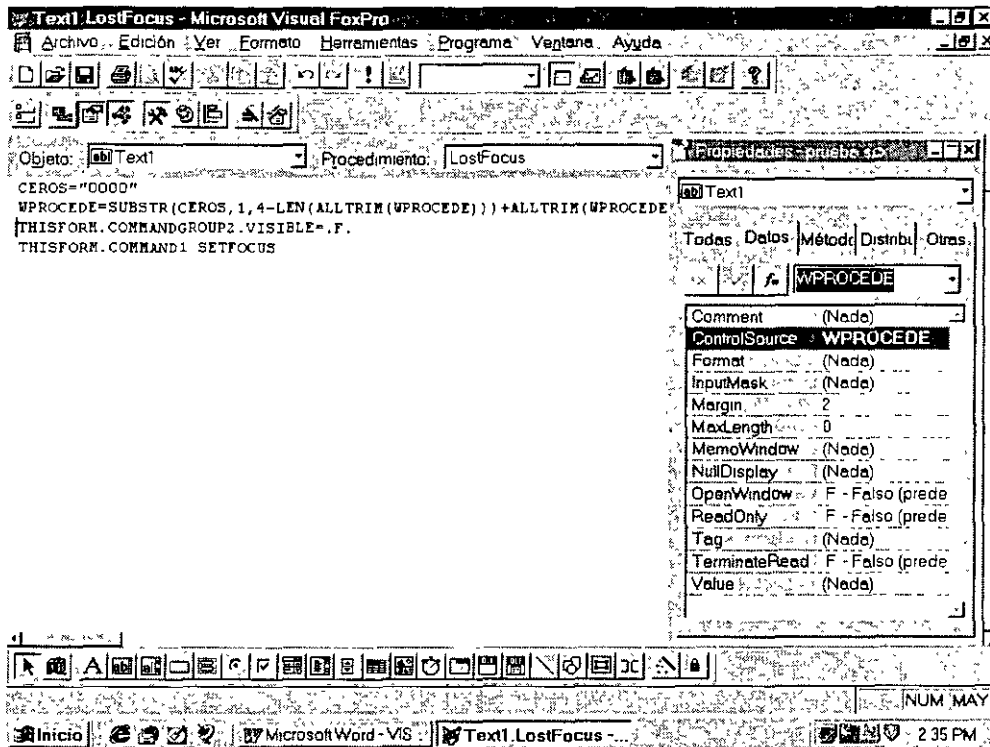 Text1.LostFocus - Microsoft Visual FoxPro
Archivo Edición Ver Formato Herramientas Programa Ventana Ayuda
Objeto: Text1 Procedimiento: LostFocus
CEROS="0000"
WPROCEDE=SUBSTR(CEROS,1,4-LEN(ALLTRIM(WPROCEDE)))+ALLTRIM(WPROCEDE
THISFORM.COMMANDGROUP2.VISIBLE=.F.
THISFORM.COMMAND1 SETFOCUS
Propiedades - prueba
Text1
Todas Datos Métodc Distribu Otras
WPROCEDE
Comment (Nada)
ControlSource WPROCEDE
Format (Nada)
InputMask (Nada)
Margin 2
MaxLength 0
MemoWindow (Nada)
NullDisplay (Nada)
OpenWindow F - Falso (prede
ReadOnly F - Falso (prede
Tag (Nada)
TerminateRead F - Falso (prede
Value (Nada)
NUM MAY
Inicio Microsoft Word - VIS Text1.LostFocus -... 2 35 PM